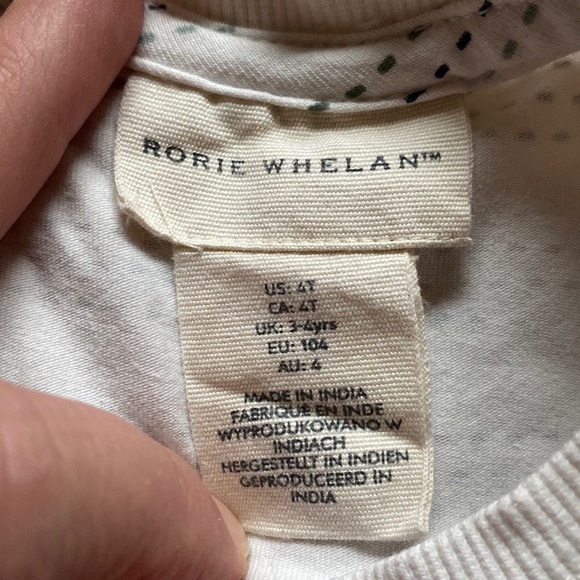 RORIE WHELAN™
US: 4T
CA: 4T
UK: 3-4yrs
EU: 104
AU: 4
MADE IN INDIA
FABRIQUE EN INDE
WYPRODUKOWANO W
INDIACH
HERGESTELLT IN INDIEN
GEPRODUCEERD IN
INDIA